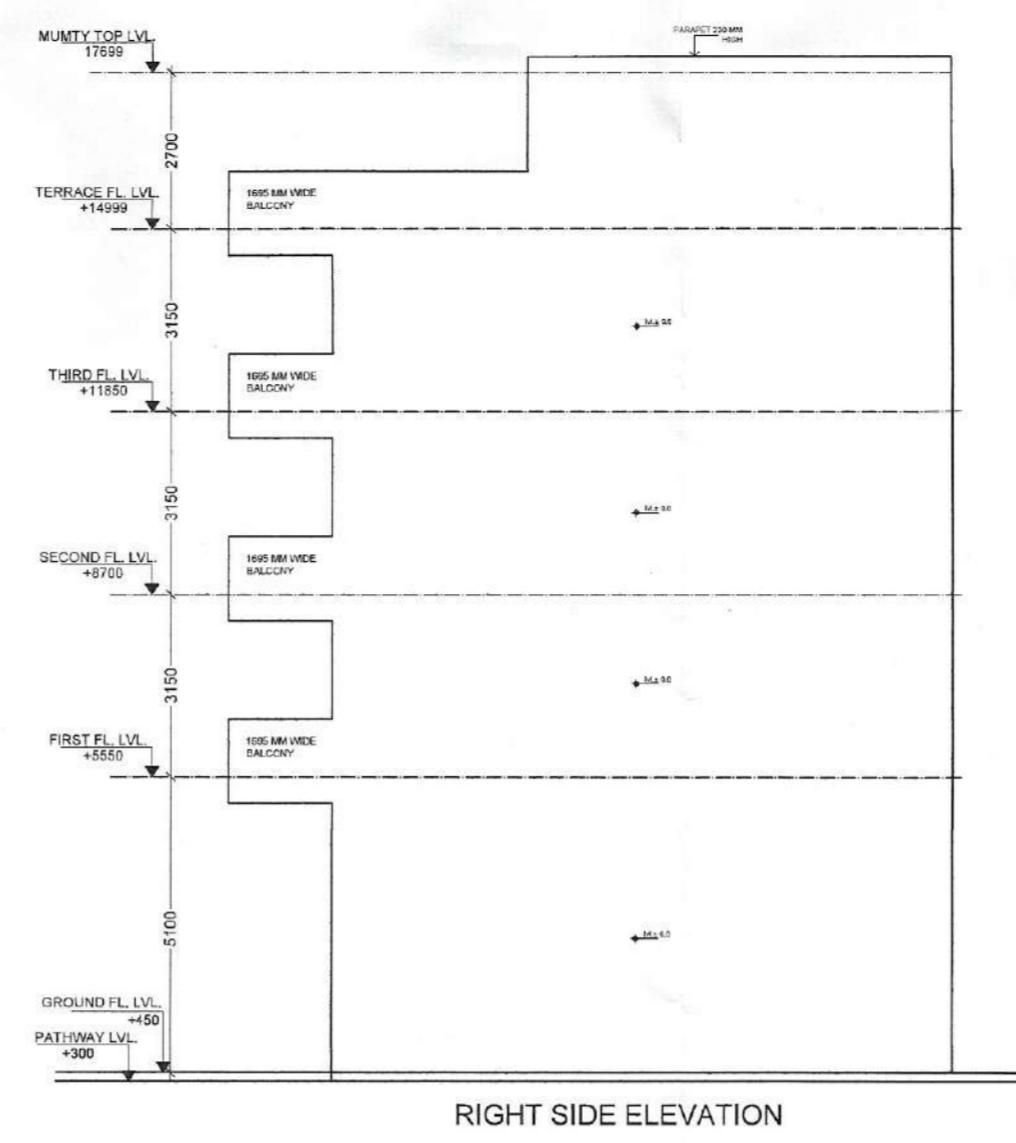 MUMTY TOP LVL.
17699
PARAPET 230 MM
HIGH
2700
TERRACE FL. LVL.
+14999
1695 MM WIDE
BALCONY
3150
THIRD FL. LVL.
+11850
1695 MM WIDE
BALCONY
3150
SECOND FL. LVL.
+8700
1695 MM WIDE
BALCONY
3150
FIRST FL. LVL.
+5550
1695 MM WIDE
BALCONY
5100
GROUND FL. LVL.
+450
PATHWAY LVL.
+300
RIGHT SIDE ELEVATION